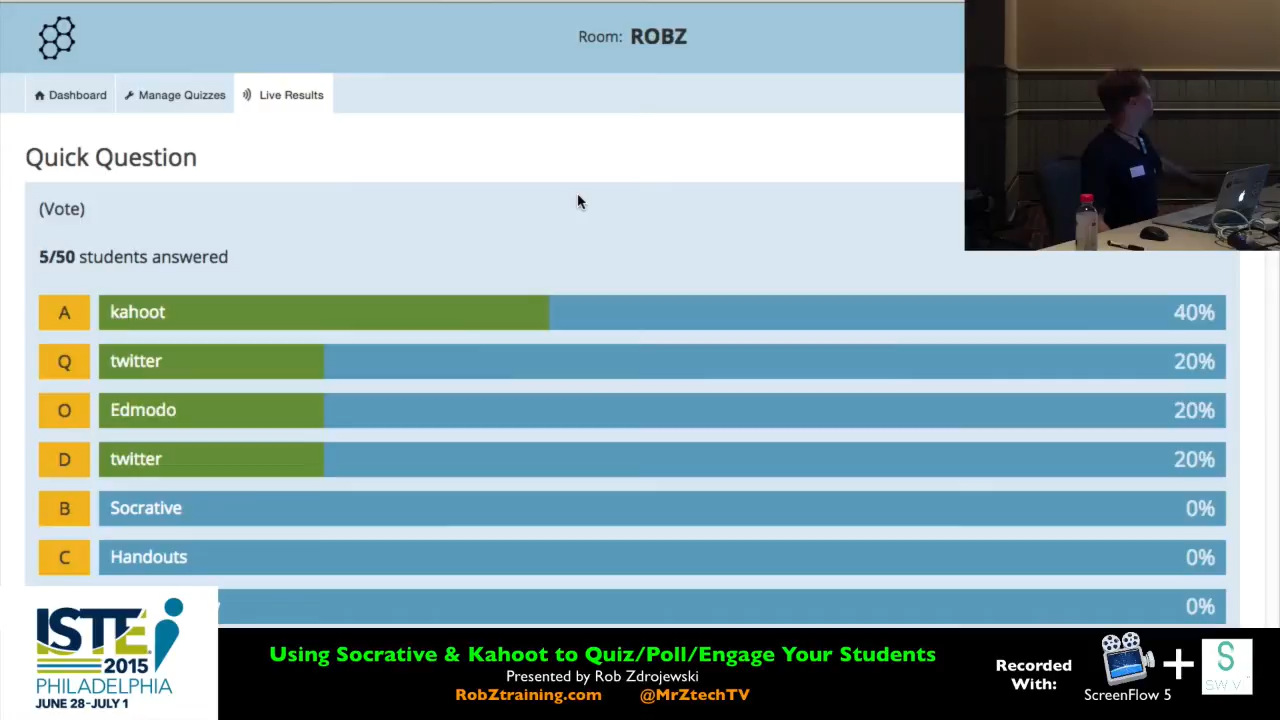 Room: ROBZ
Dashboard
Manage Quizzes
Live Results
Quick Question
(Vote)
5/50 students answered
A kahoot 40%
Q twitter 20%
O Edmodo 20%
D twitter 20%
B Socrative 0%
C Handouts 0%
0%
ISTE
2015
PHILADELPHIA
JUNE 28-JULY 1
Using Socrative & Kahoot to Quiz/Poll/Engage Your Students
Presented by Rob Zdrojewski
RobZtraining.com @MrZtechTV
Recorded
With:
ScreenFlow 5
+
S
SWIVL